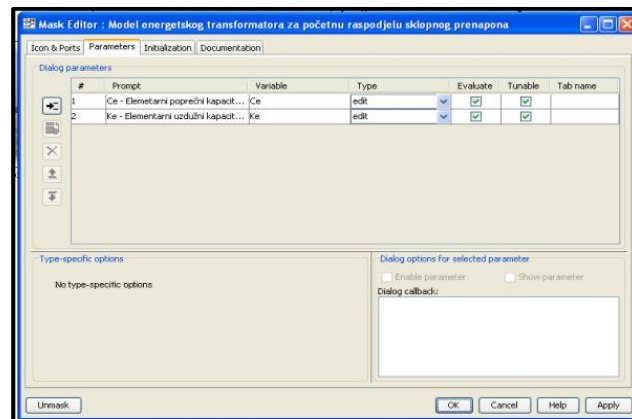 Mask Editor : Model energetskog transformatora za početnu raspodjelu sklopnog prenapona
Icon & Ports Parameters Initialization Documentation
Dialog parameters
# Prompt Variable Type Evaluate Tunable Tab name
1 Ce - Elemetarni poprečni kapacit... Ce edit
2 Ke - Elementarni uzdužni kapacit... Ke edit
Type-specific options
No type-specific options
Dialog options for selected parameter
Enable parameter Show parameter
Dialog callback:
Unmask OK Cancel Help Apply